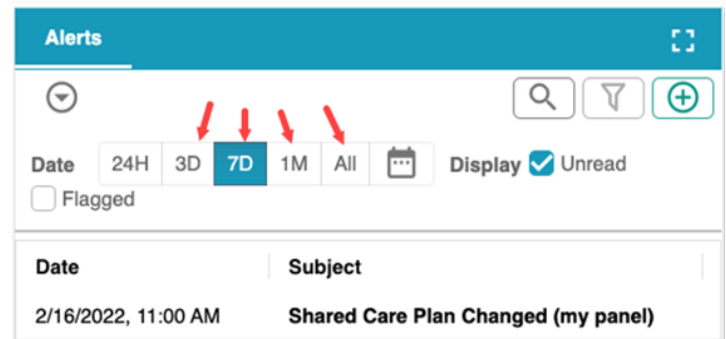 Alerts
Date 24H 3D 7D 1M All Display Unread
Flagged
Date Subject
2/16/2022, 11:00 AM Shared Care Plan Changed (my panel)